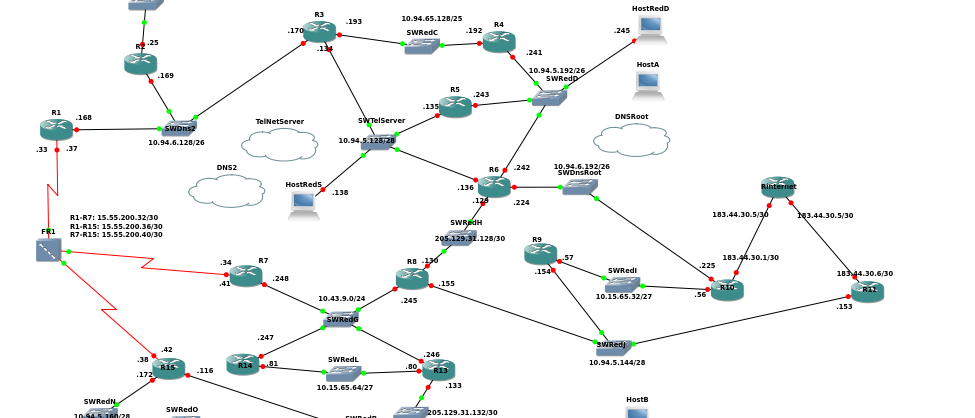 HostRedD
R3
.193
10.94.65.128/25
.170
SWRedC
.192
R4
.245
R2
.25
.134
.241
HostA
10.94.5.192/26
SWRedD
.169
R5
.243
.135
R1
.168
SWDns2
TelNetServer
SWTelServer
DNSRoot
10.94.6.128/26
10.94.5.128/28
.33
.37
DNS2
R6
.242
10.94.6.192/26
SWDnsRoot
HostRedS
.138
.136
.129
.224
Rinternet
R1-R7: 15.55.200.32/30
R1-R15: 15.55.200.36/30
R7-R15: 15.55.200.40/30
183.44.30.5/30
183.44.30.5/30
SWRedH
FR1
205.129.31.128/30
R9
.57
183.44.30.1/30
.34
R7
R8
.130
.154
SWRedI
.225
183.44.30.6/30
.41
.248
.155
R10
R11
10.43.9.0/24
.245
10.15.65.32/27
.56
.153
SWRedG
.247
SWRedJ
.42
.246
10.94.5.144/28
.38
R14
.81
SWRedL
.80
R13
R15
.172
.116
10.15.65.64/27
.133
SWRedN
SWRedO
205.129.31.132/30
HostB
10.94.5.160/28